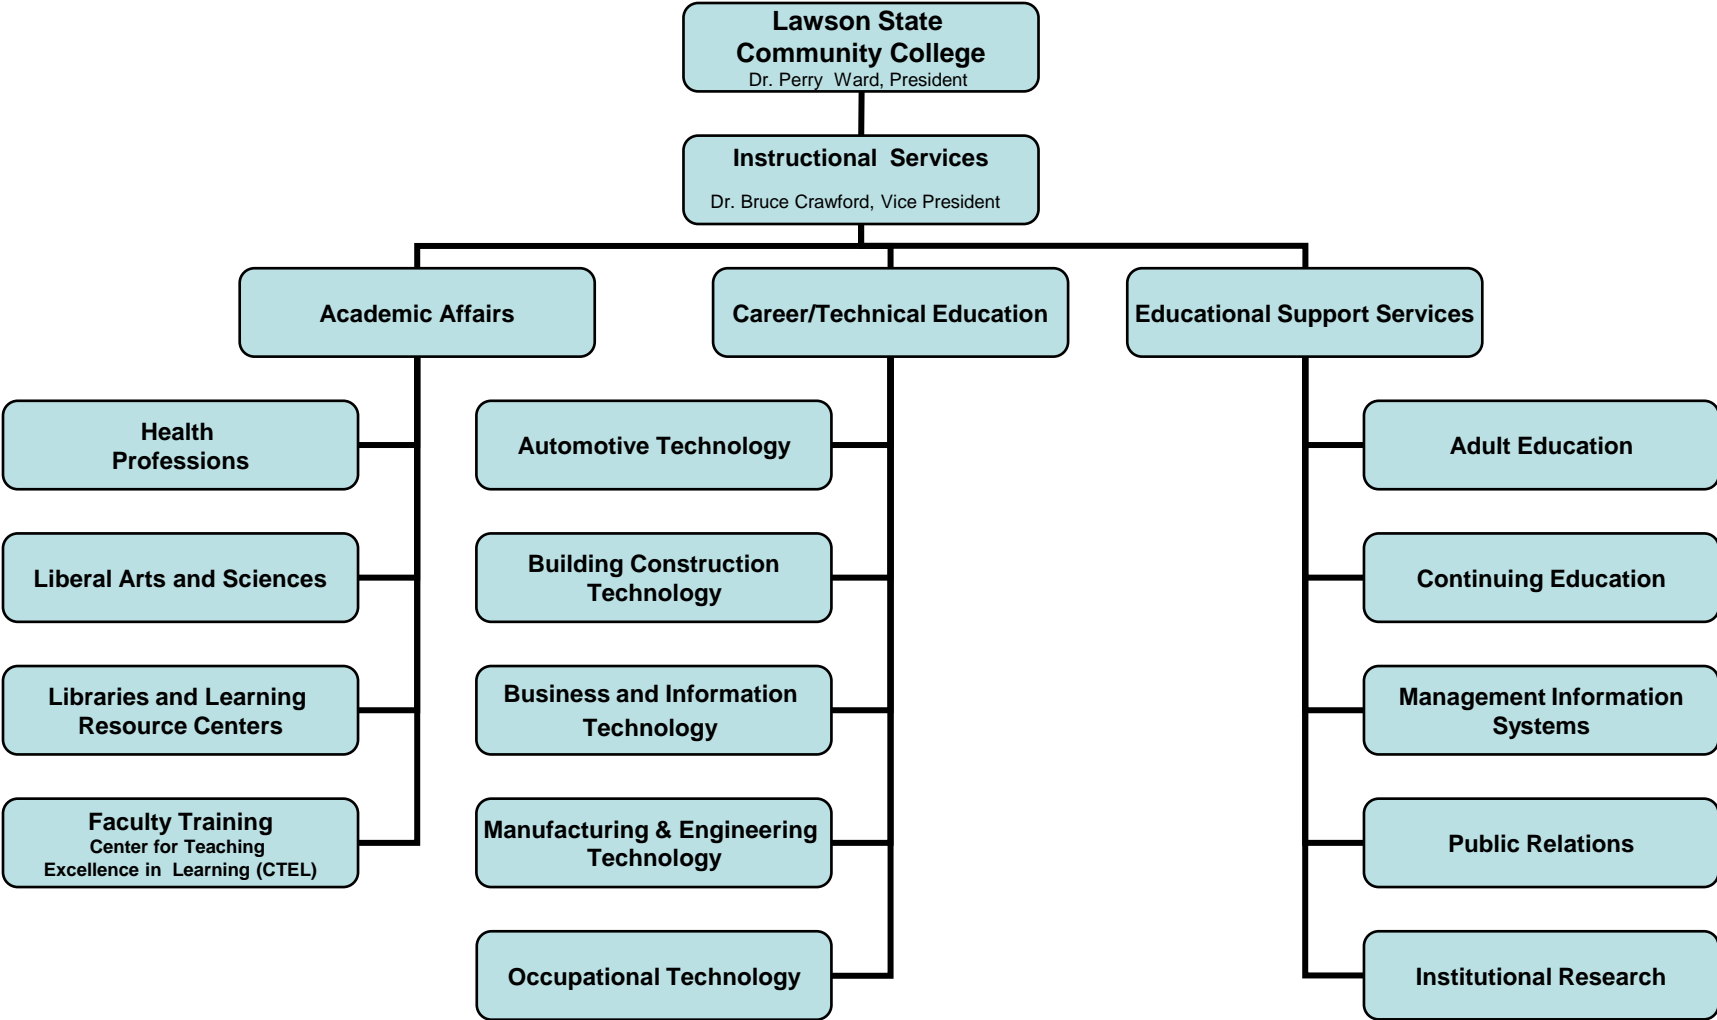 Lawson State
Community College
Dr. Perry Ward, President
Instructional Services
Dr. Bruce Crawford, Vice President
Academic Affairs
Career/Technical Education
Educational Support Services
Health
Professions
Automotive Technology
Adult Education
Liberal Arts and Sciences
Building Construction
Technology
Continuing Education
Libraries and Learning
Resource Centers
Business and Information
Technology
Management Information
Systems
Faculty Training
Center for Teaching
Excellence in Learning (CTEL)
Manufacturing & Engineering
Technology
Public Relations
Occupational Technology
Institutional Research